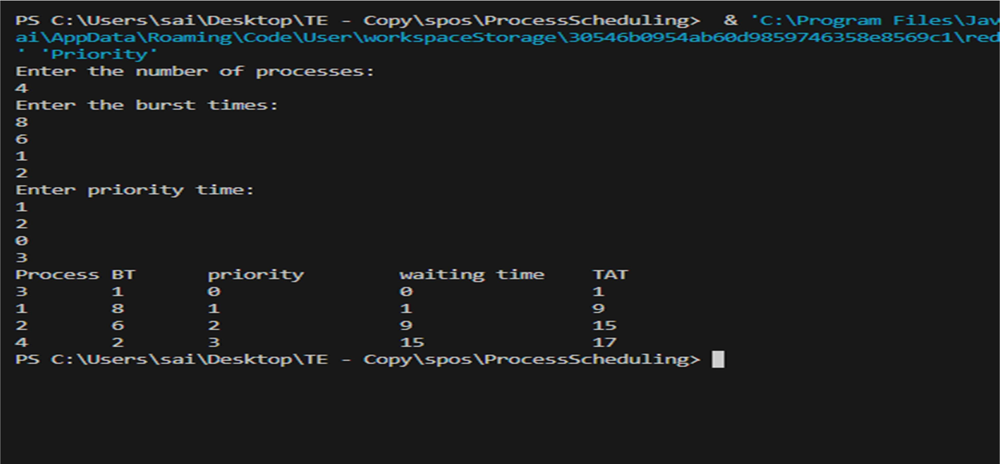 PS C:\Users\sai\Desktop\TE - Copy\spos\ProcessScheduling>  & 'C:\Program Files\Jav
ai\AppData\Roaming\Code\User\workspaceStorage\30546b0954ab60d9859746358e8569c1\red
' 'Priority'
Enter the number of processes:
4
Enter the burst times:
8
6
1
2
Enter priority time:
1
2
0
3
Process BT priority waiting time TAT
3 1 0 0 1
1 8 1 1 9
2 6 2 9 15
4 2 3 15 17
PS C:\Users\sai\Desktop\TE - Copy\spos\ProcessScheduling>